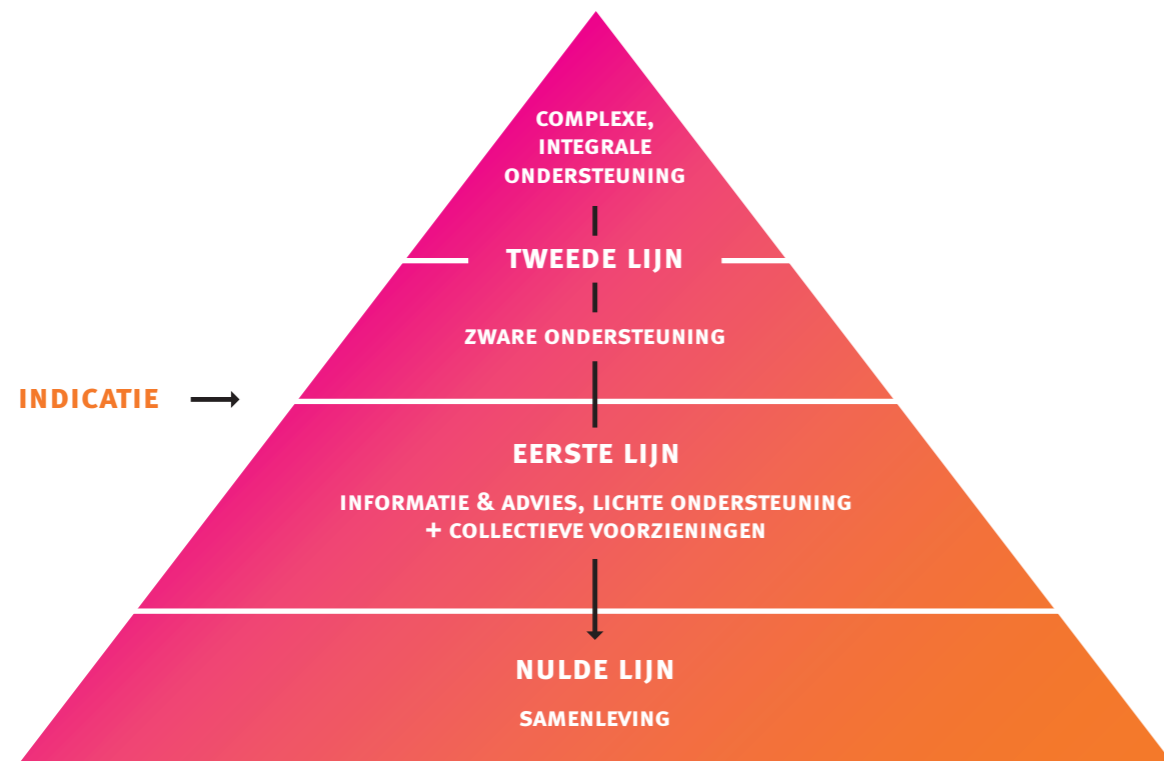 COMPLEXE,
INTEGRALE
ONDERSTEUNING
TWEEDE LIJN
ZWARE ONDERSTEUNING
INDICATIE
EERSTE LIJN
INFORMATIE & ADVIES, LICHTE ONDERSTEUNING
+ COLLECTIEVE VOORZIENINGEN
NULDE LIJN
SAMENLEVING